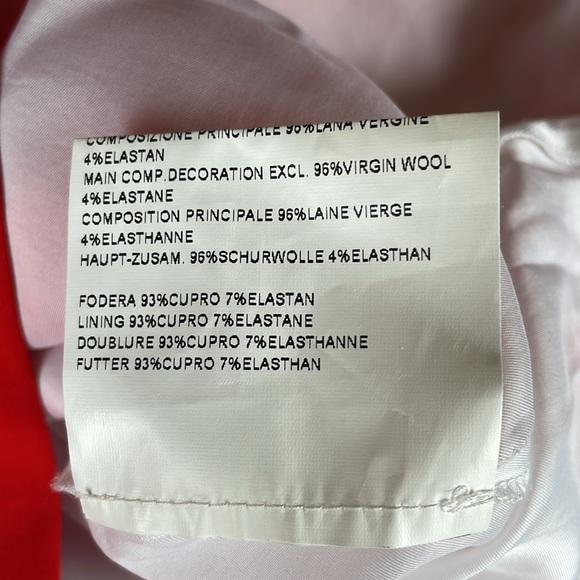 COMPOSIZIONE PRINCIPALE 96%LANA VERGINE
4%ELASTAN
MAIN COMP.DECORATION EXCL. 96%VIRGIN WOOL
4%ELASTANE
COMPOSITION PRINCIPALE 96%LAINE VIERGE
4%ELASTHANNE
HAUPT-ZUSAM. 96%SCHURWOLLE 4%ELASTHAN
FODERA 93%CUPRO 7%ELASTAN
LINING 93%CUPRO 7%ELASTANE
DOUBLURE 93%CUPRO 7%ELASTHANNE
FUTTER 93%CUPRO 7%ELASTHAN